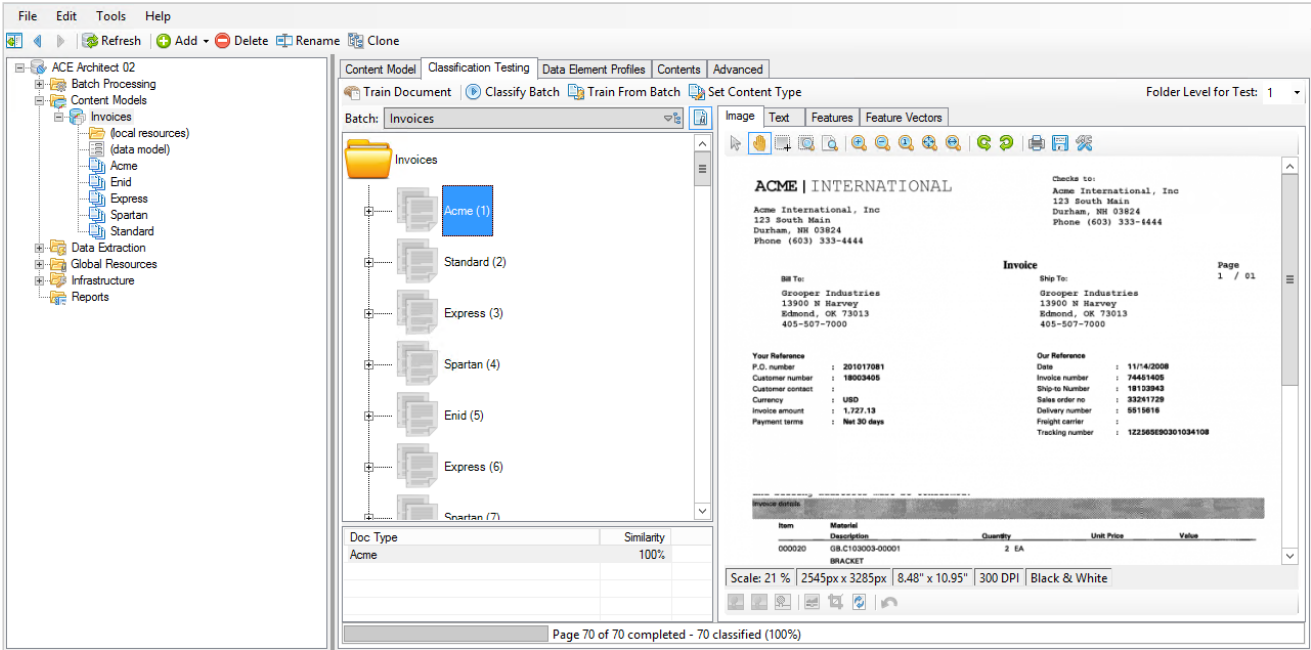 File Edit Tools Help
Refresh Add Delete Rename Clone
ACE Architect 02
Batch Processing
Content Models
Invoices
(local resources)
(data model)
Acme
Enid
Express
Spartan
Standard
Data Extraction
Global Resources
Infrastructure
Reports
Content Model Classification Testing Data Element Profiles Contents Advanced
Train Document Classify Batch Train From Batch Set Content Type Folder Level for Test: 1
Batch: Invoices
Invoices
Acme (1)
Standard (2)
Express (3)
Spartan (4)
Enid (5)
Express (6)
Spartan (7)
Doc Type Similarity
Acme 100%
Image Text Features Feature Vectors
ACME | INTERNATIONAL
Acme International, Inc
123 South Main
Durham, NH 03824
Phone (603) 333-4444
Checks to:
Acme International, Inc
123 South Main
Durham, NH 03824
Phone (603) 333-4444
Invoice Page
1 / 01
Bill To:
Grooper Industries
13900 N Harvey
Edmond, OK 73013
405-507-7000
Ship To:
Grooper Industries
13900 N Harvey
Edmond, OK 73013
405-507-7000
Your Reference
P.O. number : 201017081
Customer number : 18003405
Customer contact :
Currency : USD
Invoice amount : 1,727.13
Payment terms : Net 30 days
Our Reference
Date : 11/14/2008
Invoice number : 74451405
Ship-to Number : 18103943
Sales order no : 33241729
Delivery number : 5515616
Freight carrier :
Tracking number : 1Z2565E90301034108
Invoice details
Item Material
Description Quantity Unit Price Value
000020 GB.C103003-00001 2 EA
BRACKET
Scale: 21 % 2545px x 3285px 8.48" x 10.95" 300 DPI Black & White
Page 70 of 70 completed - 70 classified (100%)